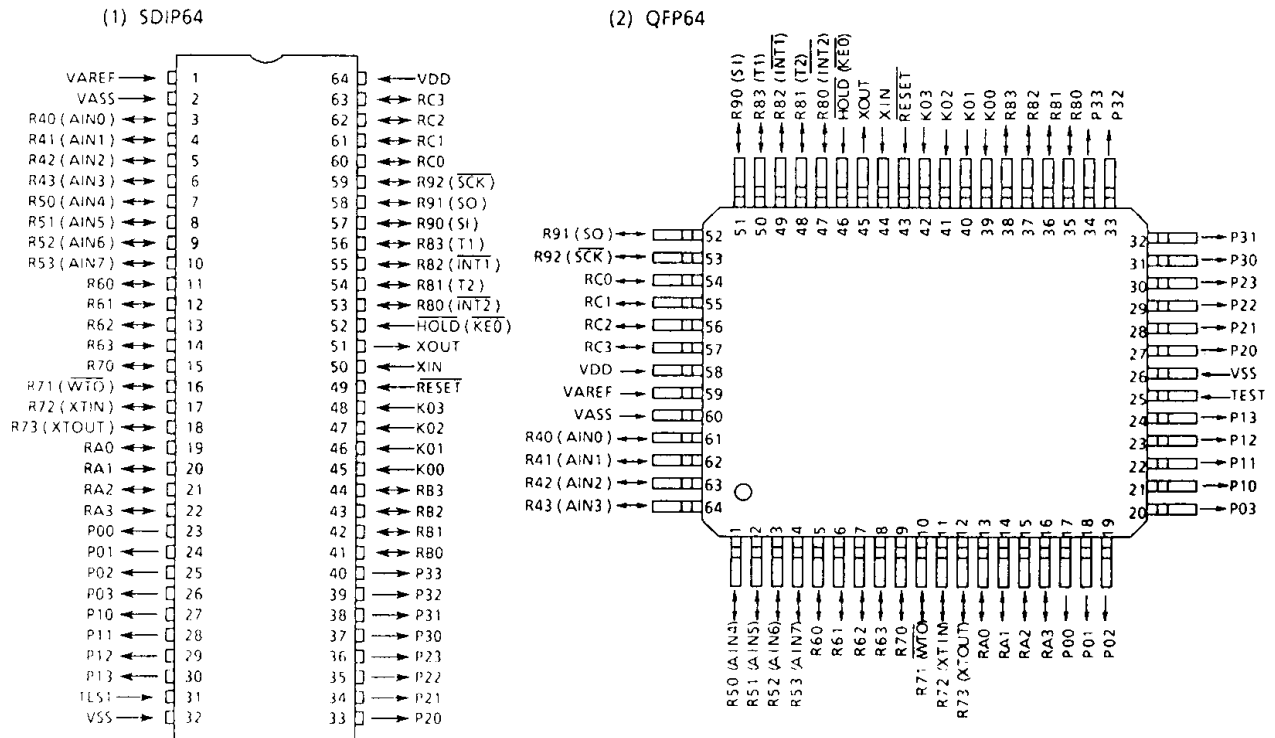 (1) SDIP64
VAREF 1 64 VDD
VASS 2 63 RC3
R40 (AIN0) 3 62 RC2
R41 (AIN1) 4 61 RC1
R42 (AIN2) 5 60 RC0
R43 (AIN3) 6 59 R92 (S̅C̅K̅)
R50 (AIN4) 7 58 R91 (SO)
R51 (AIN5) 8 57 R90 (SI)
R52 (AIN6) 9 56 R83 (T1)
R53 (AIN7) 10 55 R82 (I̅N̅T̅1̅)
R60 11 54 R81 (T2)
R61 12 53 R80 (I̅N̅T̅2̅)
R62 13 52 H̅O̅L̅D̅ (K̅E̅0̅)
R63 14 51 XOUT
R70 15 50 XIN
R71 (W̅T̅O̅) 16 49 R̅E̅S̅E̅T̅
R72 (XTIN) 17 48 K03
R73 (XTOUT) 18 47 K02
RA0 19 46 K01
RA1 20 45 K00
RA2 21 44 RB3
RA3 22 43 RB2
P00 23 42 RB1
P01 24 41 RB0
P02 25 40 P33
P03 26 39 P32
P10 27 38 P31
P11 28 37 P30
P12 29 36 P23
P13 30 35 P22
TEST 31 34 P21
VSS 32 33 P20
(2) QFP64
R90 (SI)
R83 (T1)
R82 (I̅N̅T̅1̅)
R81 (T2)
R80 (I̅N̅T̅2̅)
H̅O̅L̅D̅ (K̅E̅0̅)
XOUT
XIN
R̅E̅S̅E̅T̅
K03
K02
K01
K00
RB3
RB2
RB1
RB0
P33
P32
51 50 49 48 47 46 45 44 43 42 41 40 39 38 37 36 35 34 33
R91 (SO) 52
R92 (S̅C̅K̅) 53
RC0 54
RC1 55
RC2 56
RC3 57
VDD 58
VAREF 59
VASS 60
R40 (AIN0) 61
R41 (AIN1) 62
R42 (AIN2) 63
R43 (AIN3) 64
32 P31
31 P30
30 P23
29 P22
28 P21
27 P20
26 VSS
25 TEST
24 P13
23 P12
22 P11
21 P10
20 P03
1 2 3 4 5 6 7 8 9 10 11 12 13 14 15 16 17 18 19
R50 (AIN4)
R51 (AIN5)
R52 (AIN6)
R53 (AIN7)
R60
R61
R62
R63
R70
R71 (W̅T̅O̅)
R72 (XTIN)
R73 (XTOUT)
RA0
RA1
RA2
RA3
P00
P01
P02